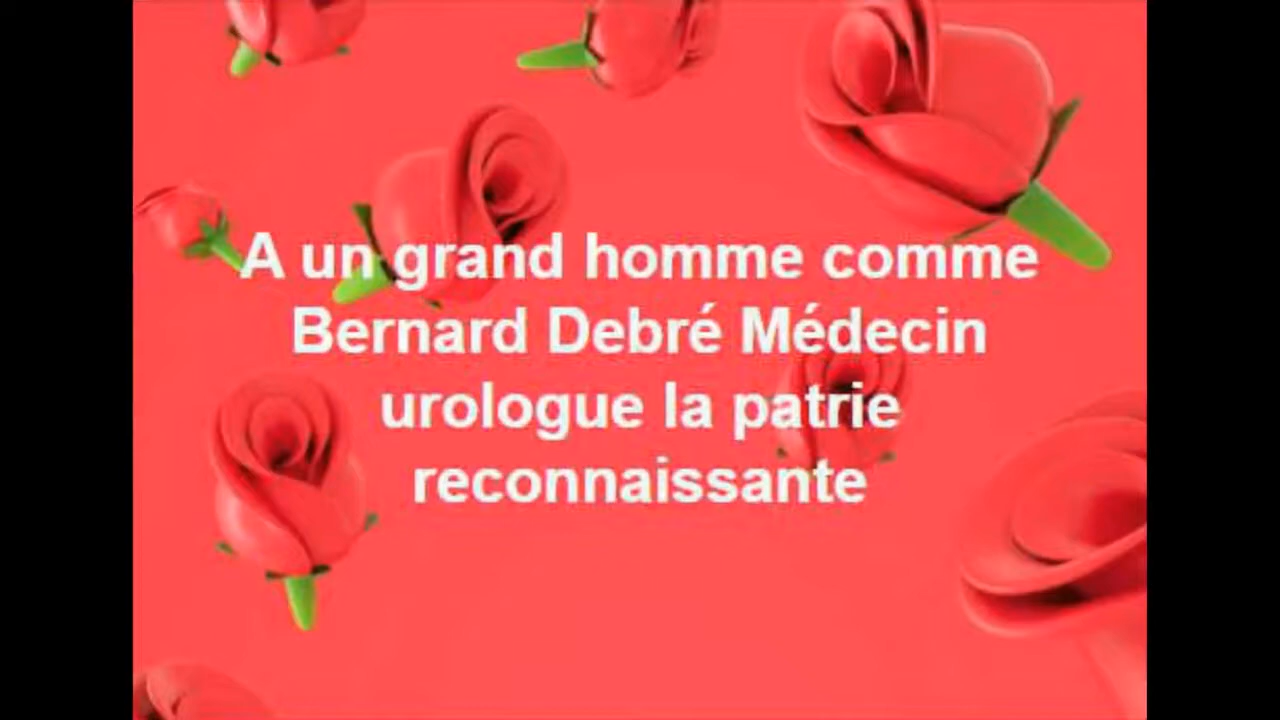 A un grand homme comme
Bernard Debré Médecin
urologue la patrie
reconnaissante